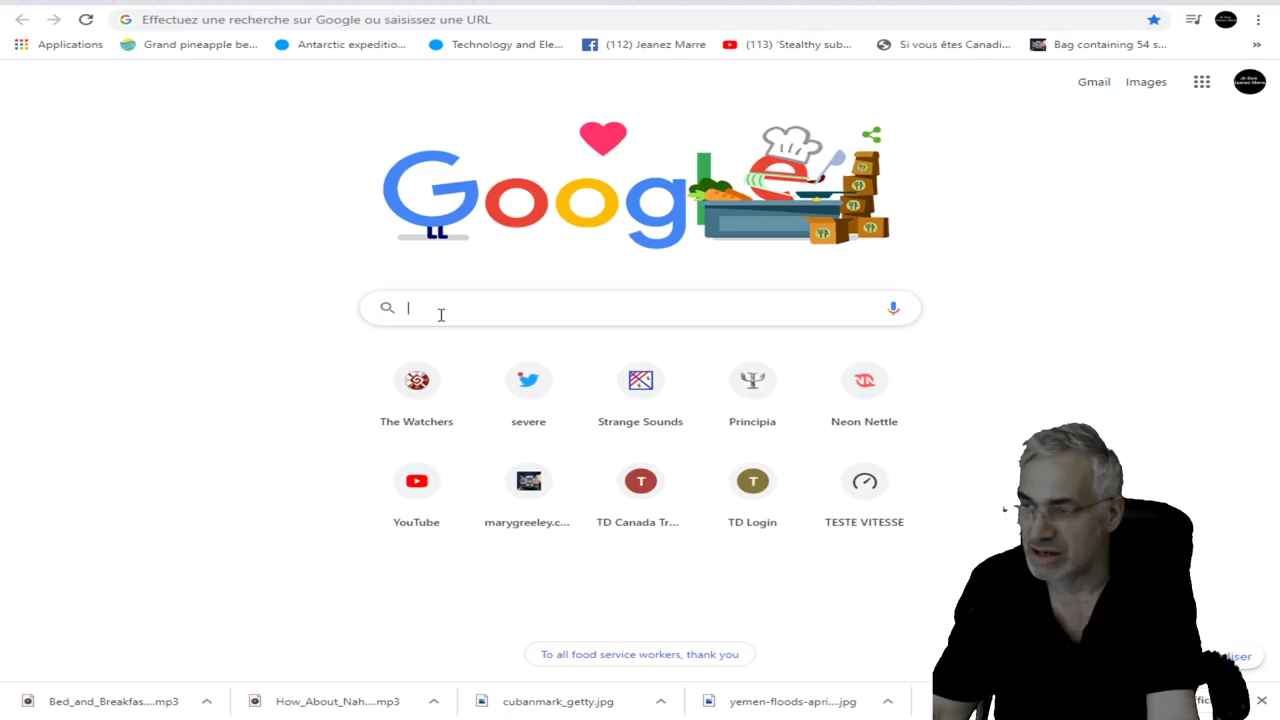 Effectuez une recherche sur Google ou saisissez une URL
Applications
Grand pineapple be...
Antarctic expeditio...
Technology and Ele...
(112) Jeanez Marre
(113) 'Stealthy sub...
Si vous êtes Canadi...
Bag containing 54 s...
»
Gmail
Images
Google
The Watchers
severe
Strange Sounds
Principia
Neon Nettle
YouTube
marygreeley.c...
T
TD Canada Tr...
T
TD Login
TESTE VITESSE
To all food service workers, thank you
liser
Bed_and_Breakfas....mp3
How_About_Nah....mp3
cubanmark_getty.jpg
yemen-floods-apri....jpg